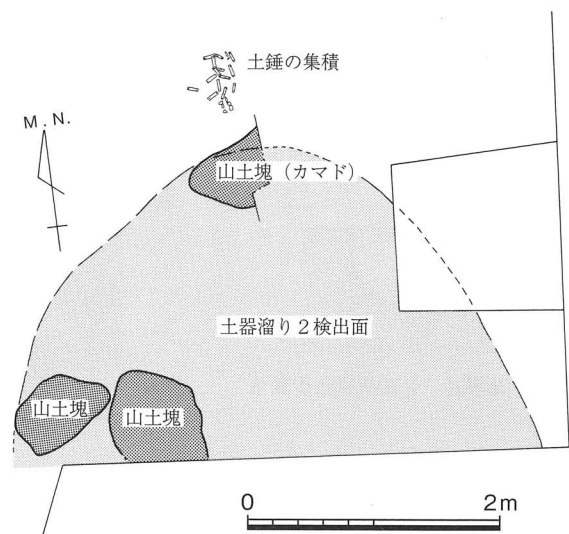 土錘の集積
M.N.
山土塊（カマド）
土器溜り２検出面
山土塊
山土塊
0 2m